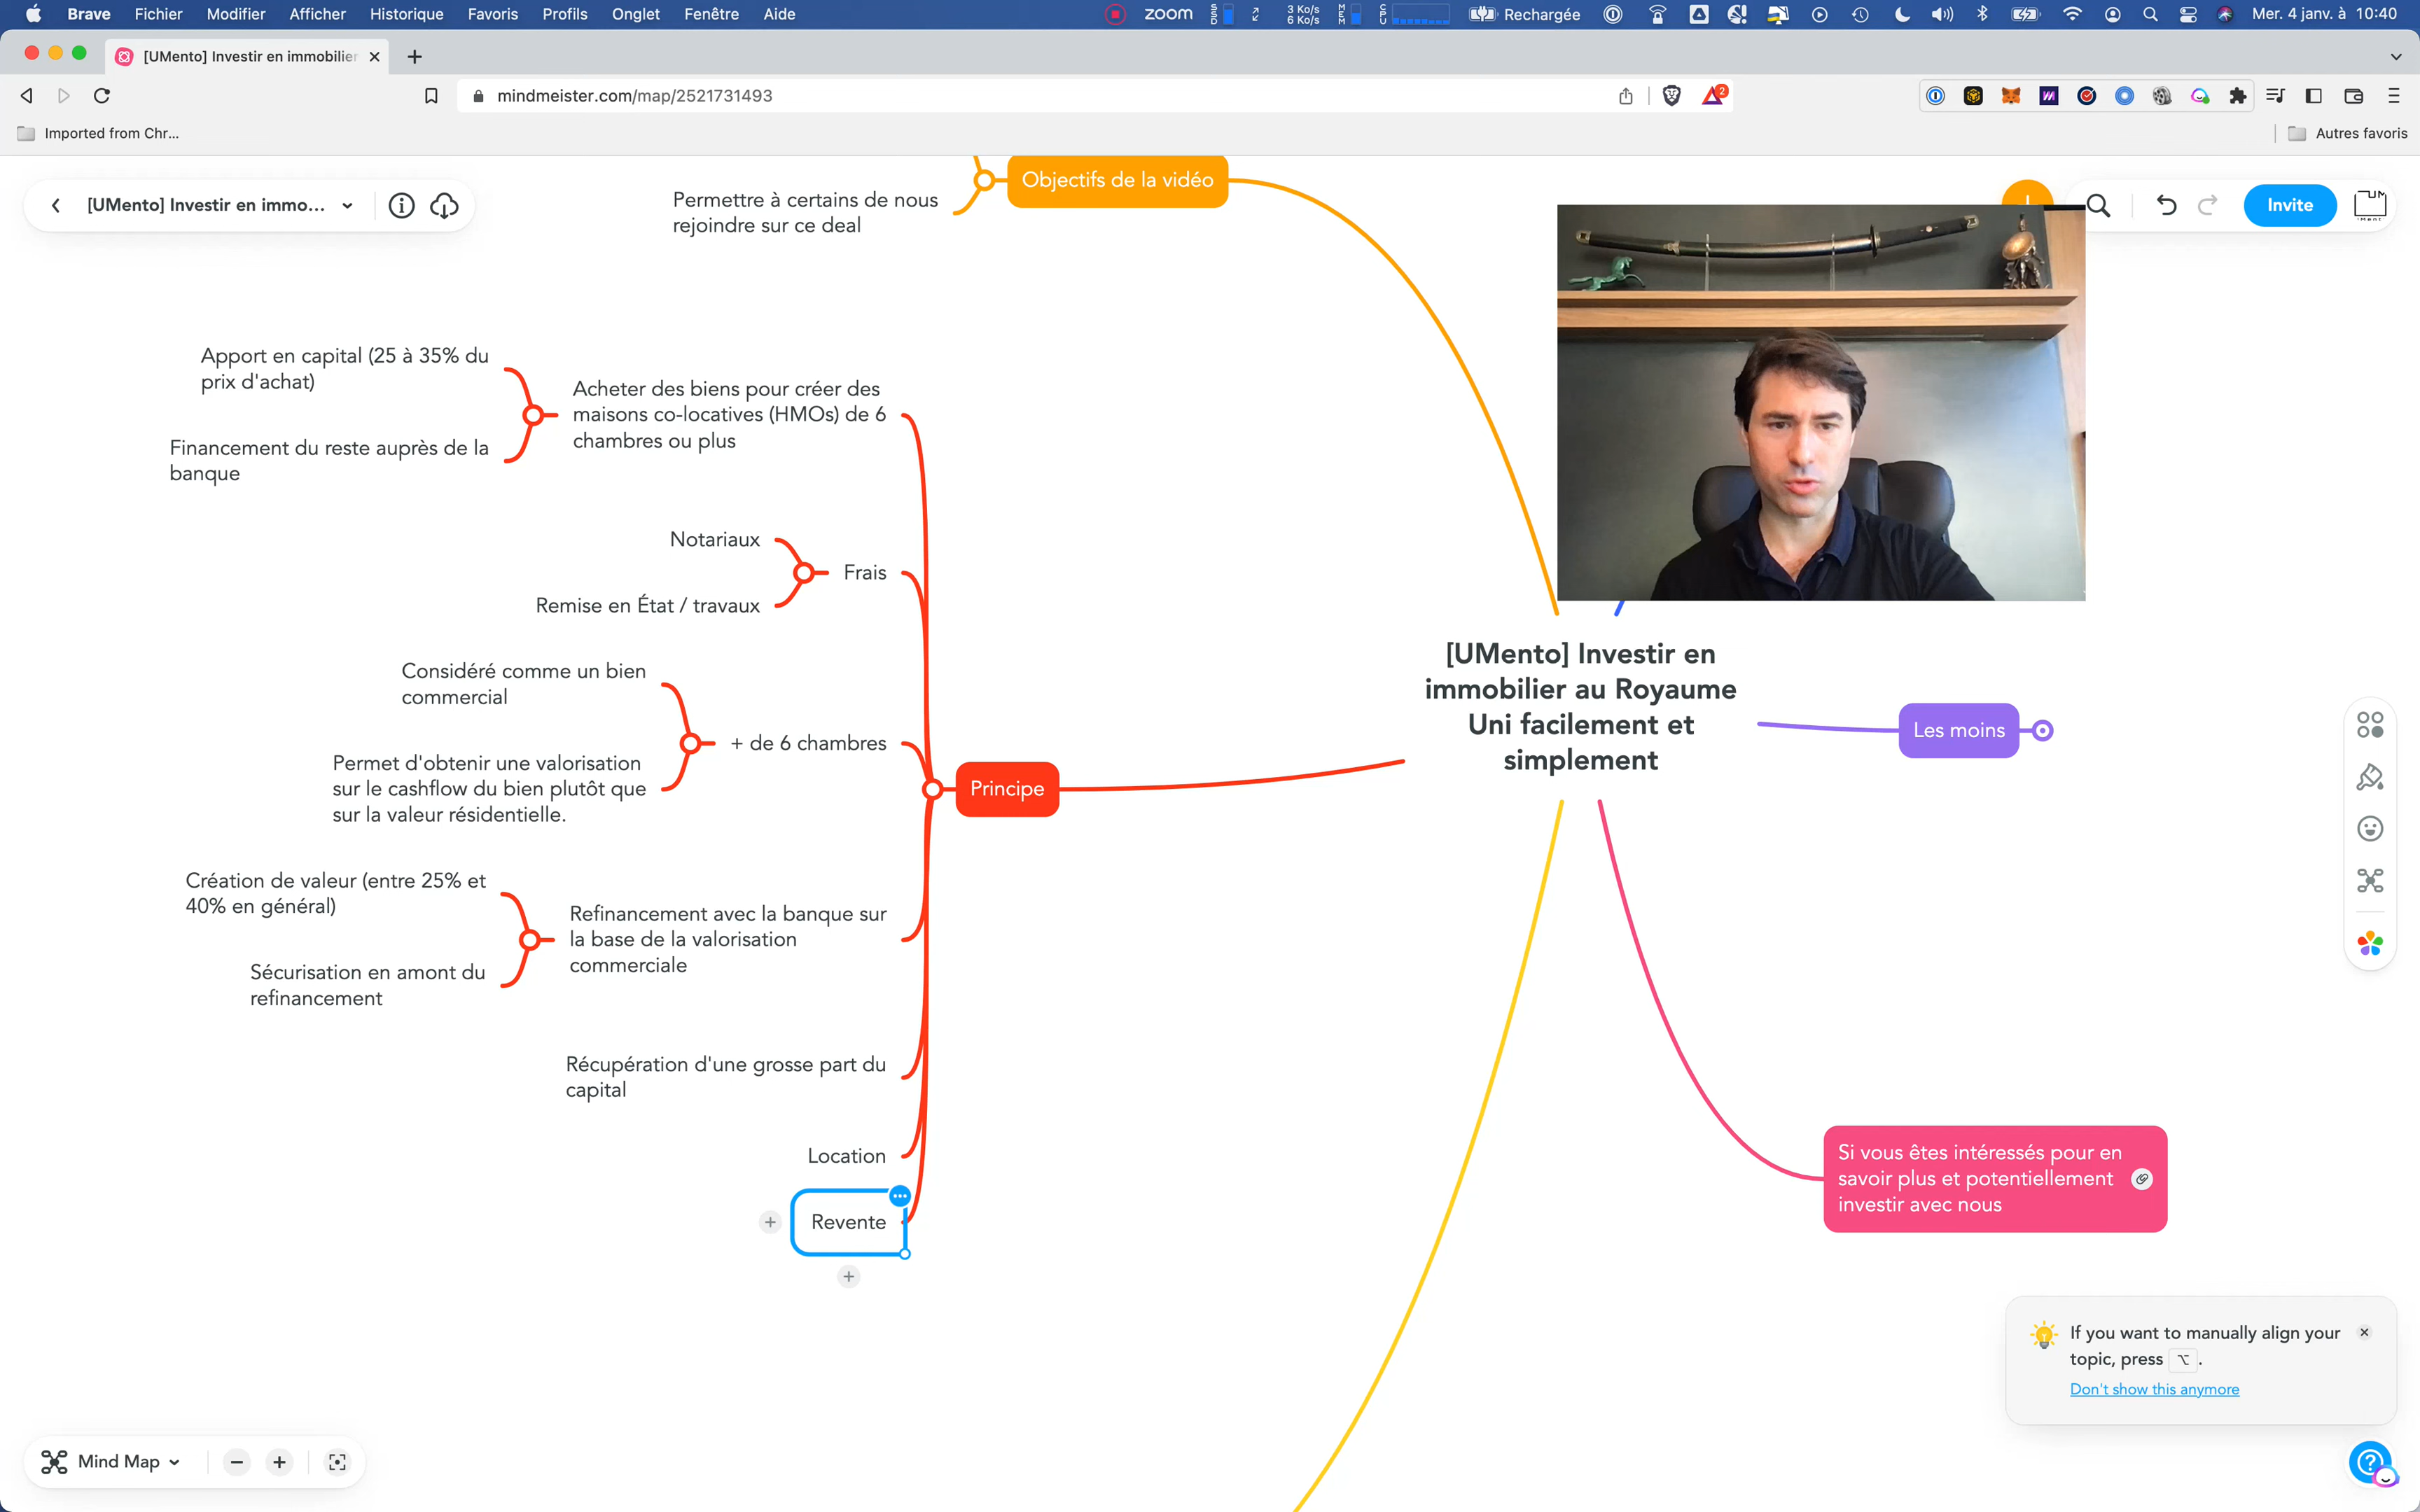 Brave Fichier Modifier Afficher Historique Favoris Profils Onglet Fenêtre Aide
zoom SSD 3 Ko/s 6 Ko/s MEM CPU Rechargée Mer. 4 janv. à 10:40
[UMento] Investir en immobilier
mindmeister.com/map/2521731493
2
Imported from Chr...
Autres favoris
[UMento] Investir en immo...
Invite
Objectifs de la vidéo
Permettre à certains de nous
rejoindre sur ce deal
Apport en capital (25 à 35% du
prix d'achat)
Financement du reste auprès de la
banque
Acheter des biens pour créer des
maisons co-locatives (HMOs) de 6
chambres ou plus
Notariaux
Remise en État / travaux
Frais
Considéré comme un bien
commercial
Permet d'obtenir une valorisation
sur le cashflow du bien plutôt que
sur la valeur résidentielle.
+ de 6 chambres
Principe
Création de valeur (entre 25% et
40% en général)
Sécurisation en amont du
refinancement
Refinancement avec la banque sur
la base de la valorisation
commerciale
Récupération d'une grosse part du
capital
Location
Revente
[UMento] Investir en
immobilier au Royaume
Uni facilement et
simplement
Les moins
Si vous êtes intéressés pour en
savoir plus et potentiellement
investir avec nous
If you want to manually align your
topic, press ⌥.
Don't show this anymore
Mind Map